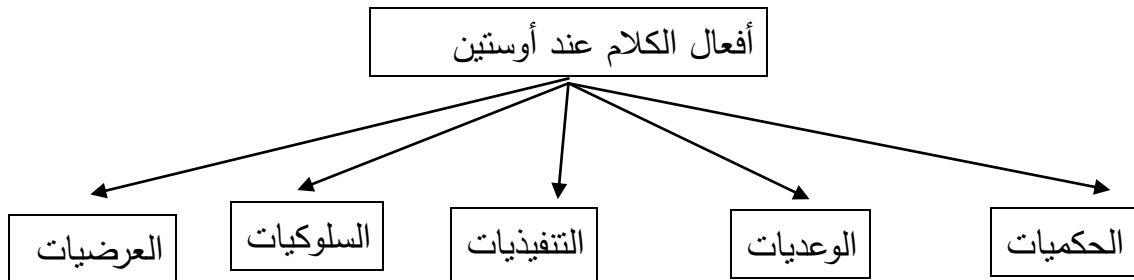 أفعال الكلام عند أوستين
الحكميات
الوعديات
التنفيذيات
السلوكيات
العرضيات